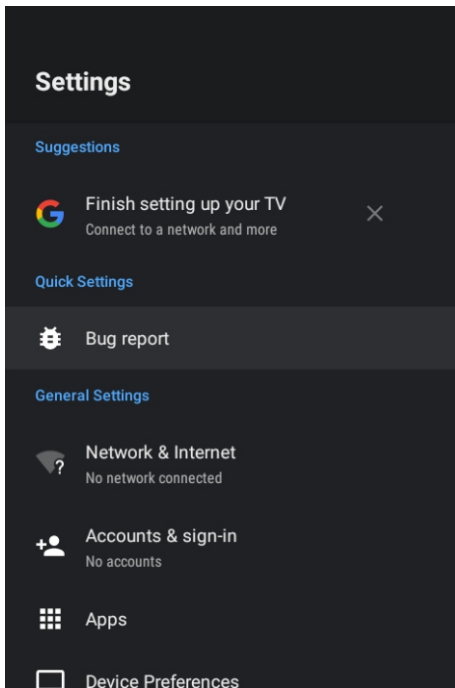 Settings
Suggestions
Finish setting up your TV
Connect to a network and more
Quick Settings
Bug report
General Settings
Network & Internet
No network connected
Accounts & sign-in
No accounts
Apps
Device Preferences